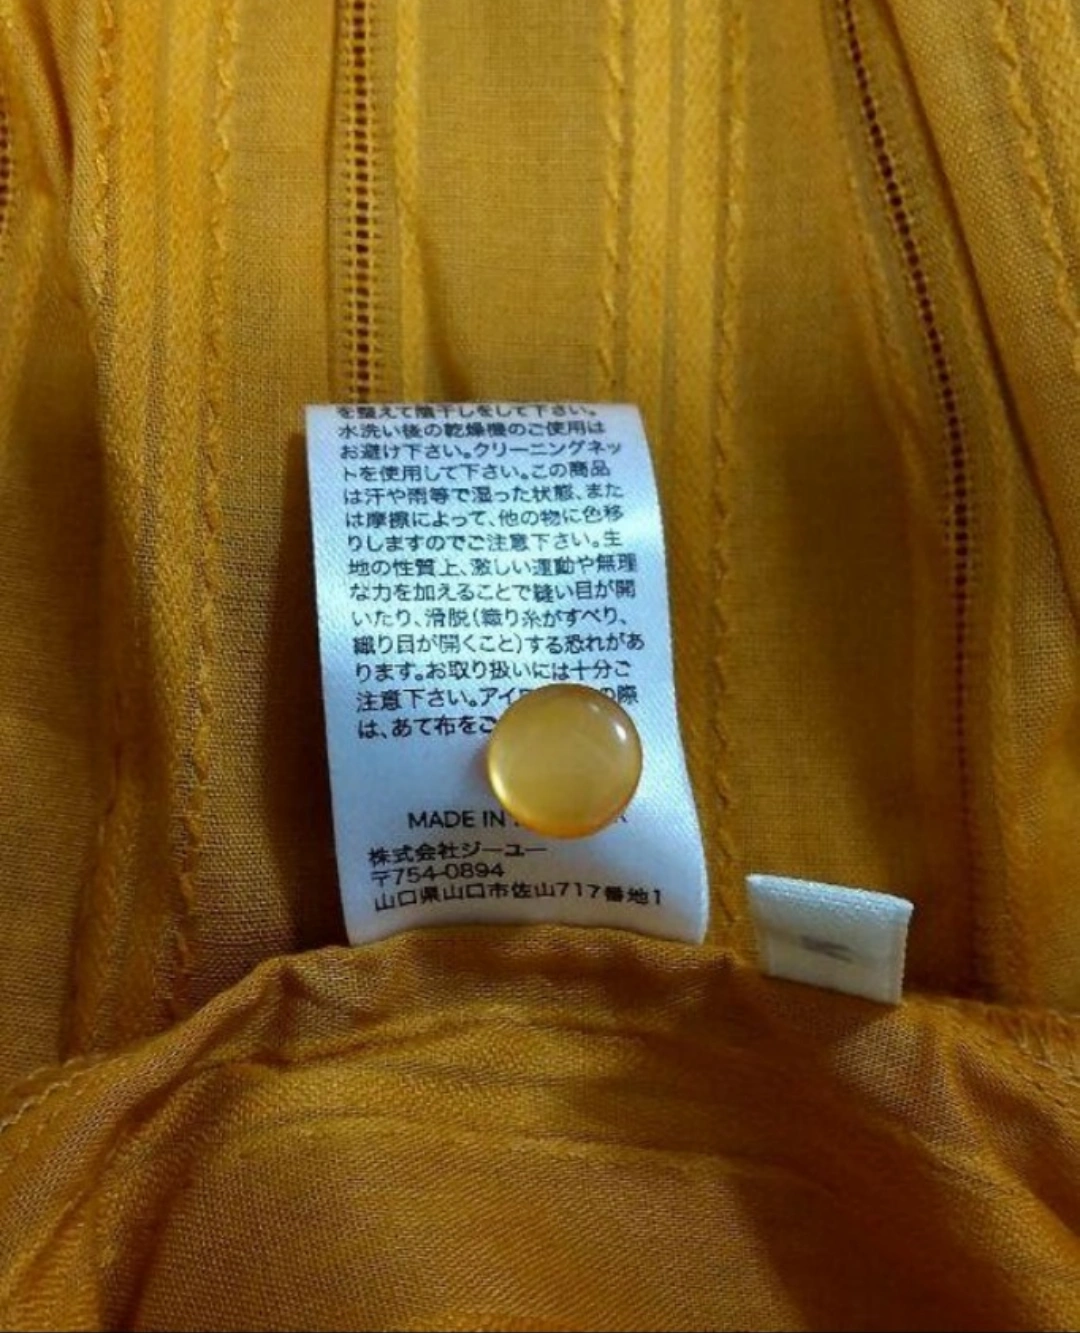 を整えて陰干しをして下さい。
水洗い後の乾燥機のご使用は
お避け下さい。クリーニングネッ
トを使用して下さい。この商品
は汗や雨等で湿った状態、また
は摩擦によって、他の物に色移
りしますのでご注意下さい。生
地の性質上、激しい運動や無理
な力を加えることで縫い目が開
いたり、滑脱(織り糸がすべり、
織り目が開くこと)する恐れがあ
ります。お取り扱いには十分ご
注意下さい。アイ の際
は、あて布をご
MADE IN
株式会社ジーユー
〒754-0894
山口県山口市佐山717番地1